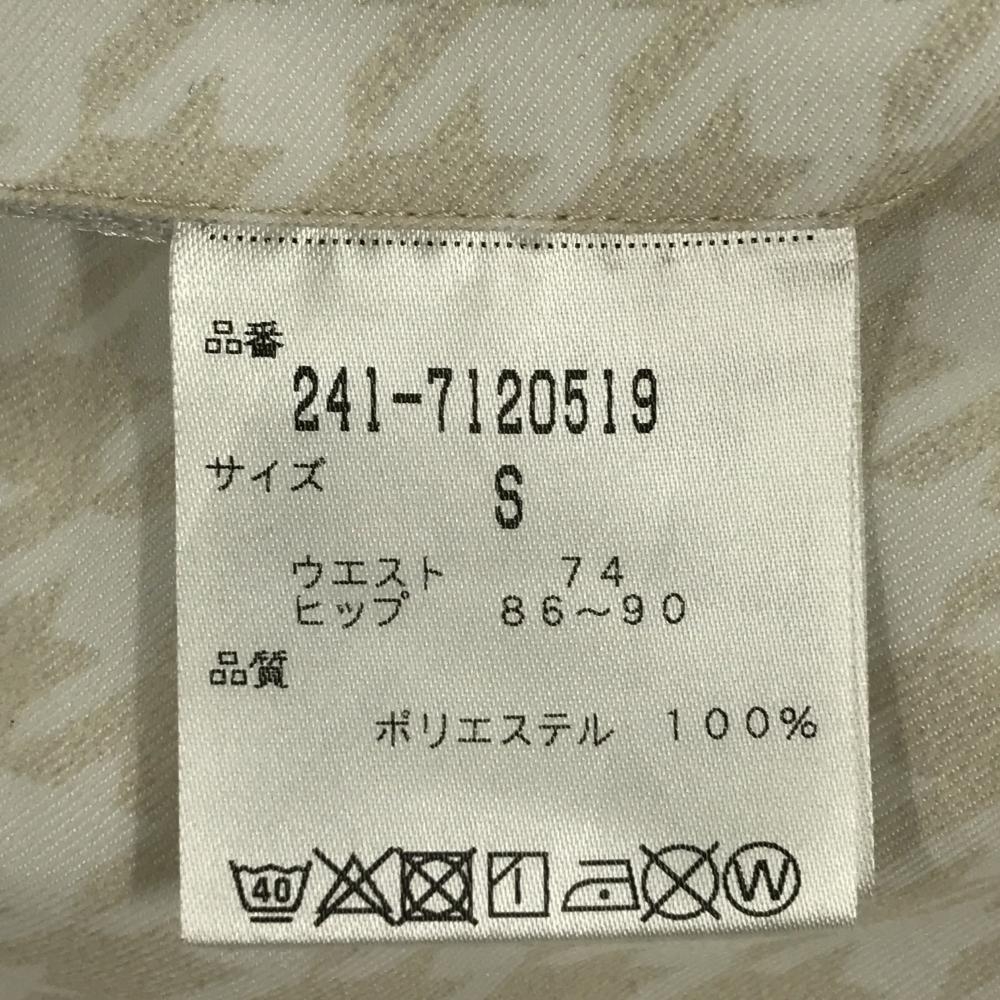 品番
241-7120519
サイズ S
ウエスト 74
ヒップ 86～90
品質
ポリエステル 100%
40 W